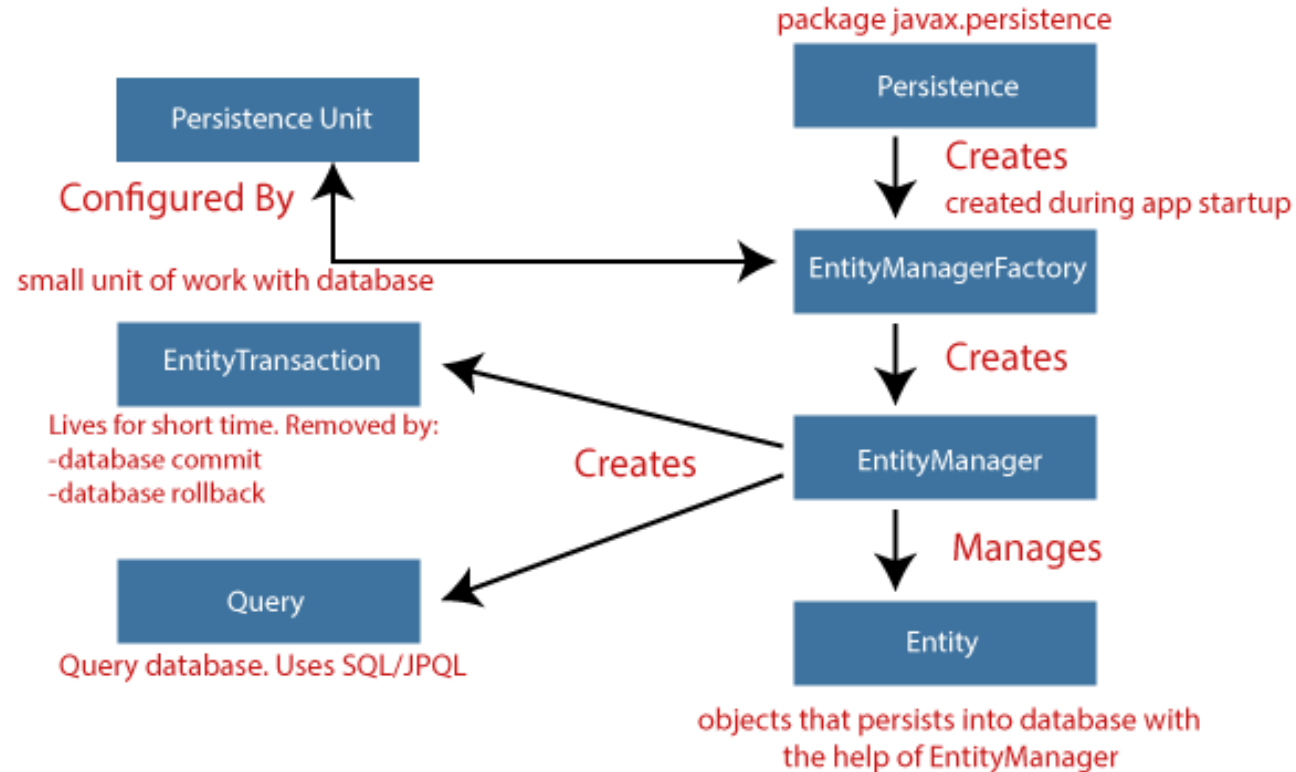 package javax.persistence
Persistence
Persistence Unit
Creates
Configured By
created during app startup
EntityManagerFactory
small unit of work with database
EntityTransaction
Creates
Lives for short time. Removed by:
-database commit
-database rollback
Creates
EntityManager
Manages
Query
Entity
Query database. Uses SQL/JPQL
objects that persists into database with
the help of EntityManager